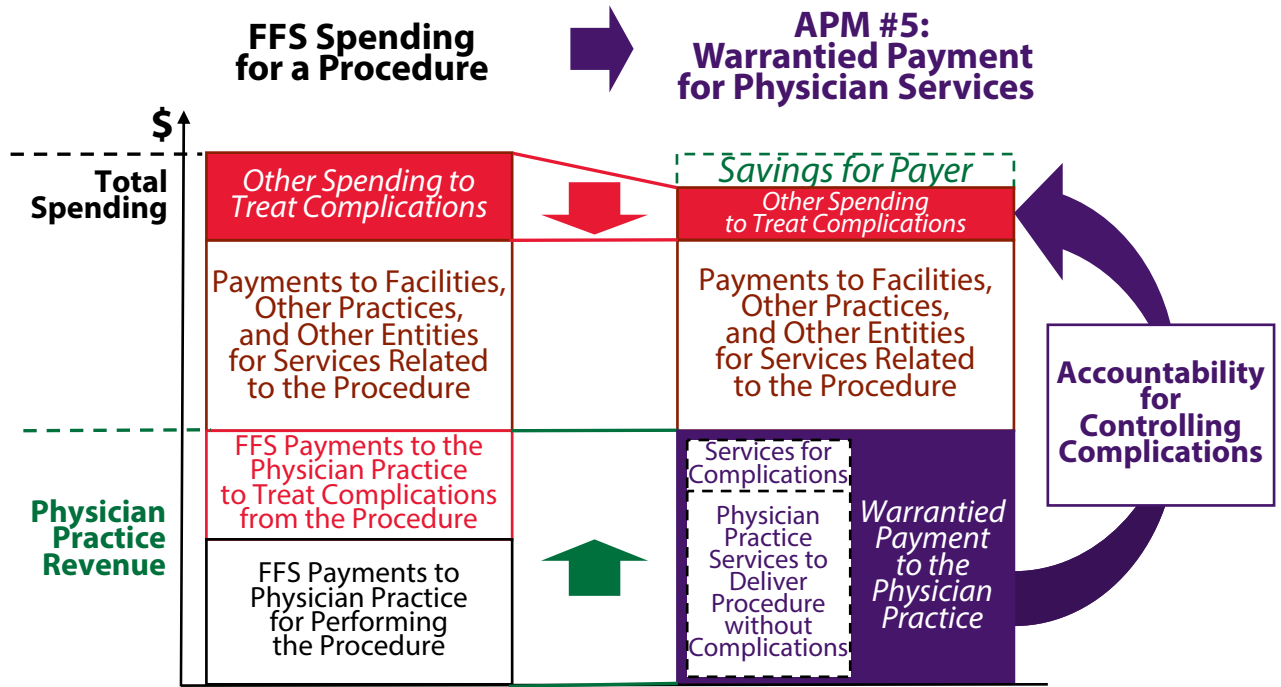 FFS Spending
for a Procedure
APM #5:
Warrantied Payment
for Physician Services
$
Total
Spending
Other Spending to
Treat Complications
Savings for Payer
Other Spending
to Treat Complications
Payments to Facilities,
Other Practices,
and Other Entities
for Services Related
to the Procedure
Payments to Facilities,
Other Practices,
and Other Entities
for Services Related
to the Procedure
Accountability
for
Controlling
Complications
Physician
Practice
Revenue
FFS Payments to the
Physician Practice
to Treat Complications
from the Procedure
FFS Payments to
Physician Practice
for Performing
the Procedure
Services for
Complications
Physician
Practice
Services to
Deliver
Procedure
without
Complications
Warrantied
Payment
to the
Physician
Practice